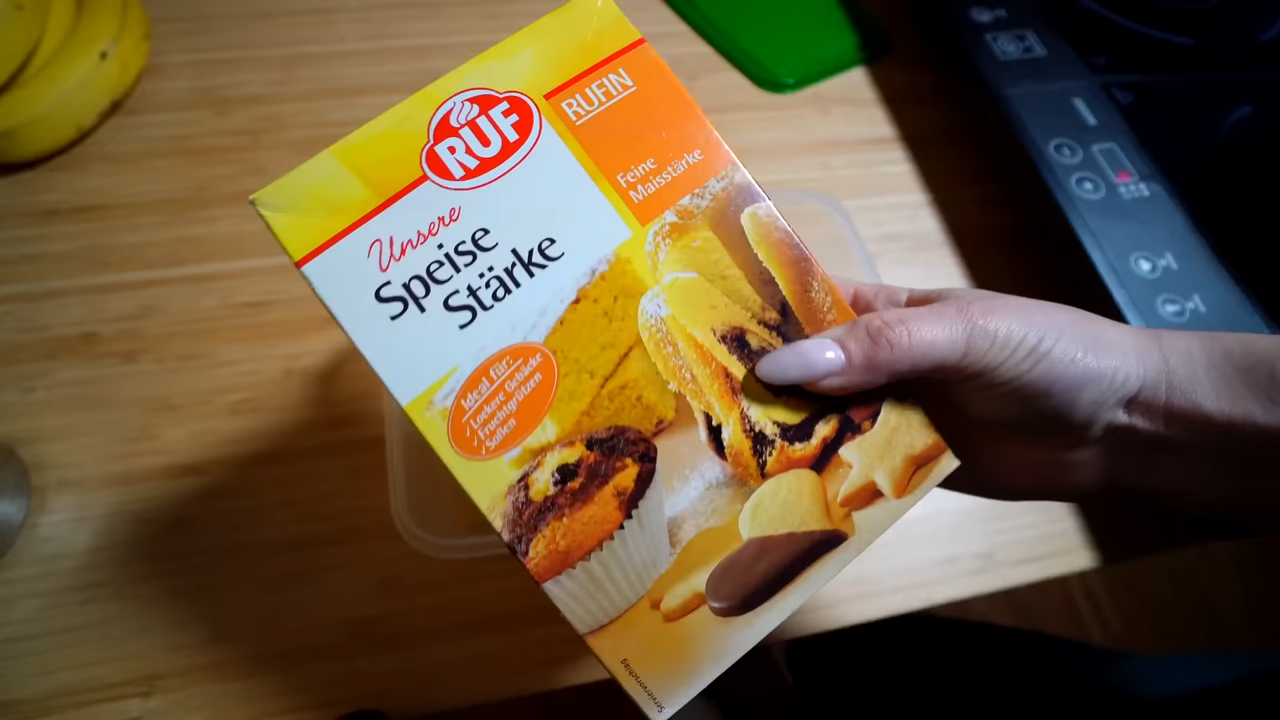 RUF
RUFIN
Feine
Maisstärke
Unsere
Speise
Stärke
Ideal für:
✓Lockere Gebäcke
✓Fruchtgrützen
✓Soßen
Serviervorschlag